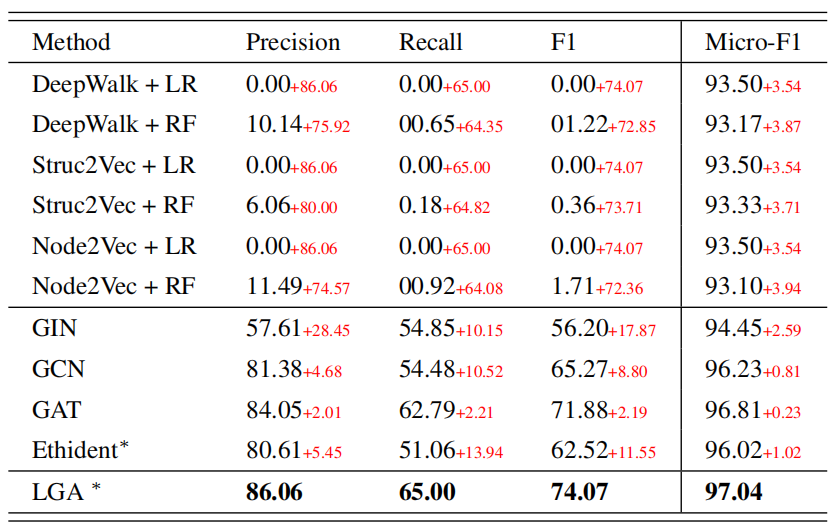 Method Precision Recall F1 Micro-F1
DeepWalk + LR 0.00+86.06 0.00+65.00 0.00+74.07 93.50+3.54
DeepWalk + RF 10.14+75.92 00.65+64.35 01.22+72.85 93.17+3.87
Struc2Vec + LR 0.00+86.06 0.00+65.00 0.00+74.07 93.50+3.54
Struc2Vec + RF 6.06+80.00 0.18+64.82 0.36+73.71 93.33+3.71
Node2Vec + LR 0.00+86.06 0.00+65.00 0.00+74.07 93.50+3.54
Node2Vec + RF 11.49+74.57 00.92+64.08 1.71+72.36 93.10+3.94
GIN 57.61+28.45 54.85+10.15 56.20+17.87 94.45+2.59
GCN 81.38+4.68 54.48+10.52 65.27+8.80 96.23+0.81
GAT 84.05+2.01 62.79+2.21 71.88+2.19 96.81+0.23
Ethident* 80.61+5.45 51.06+13.94 62.52+11.55 96.02+1.02
LGA * 86.06 65.00 74.07 97.04